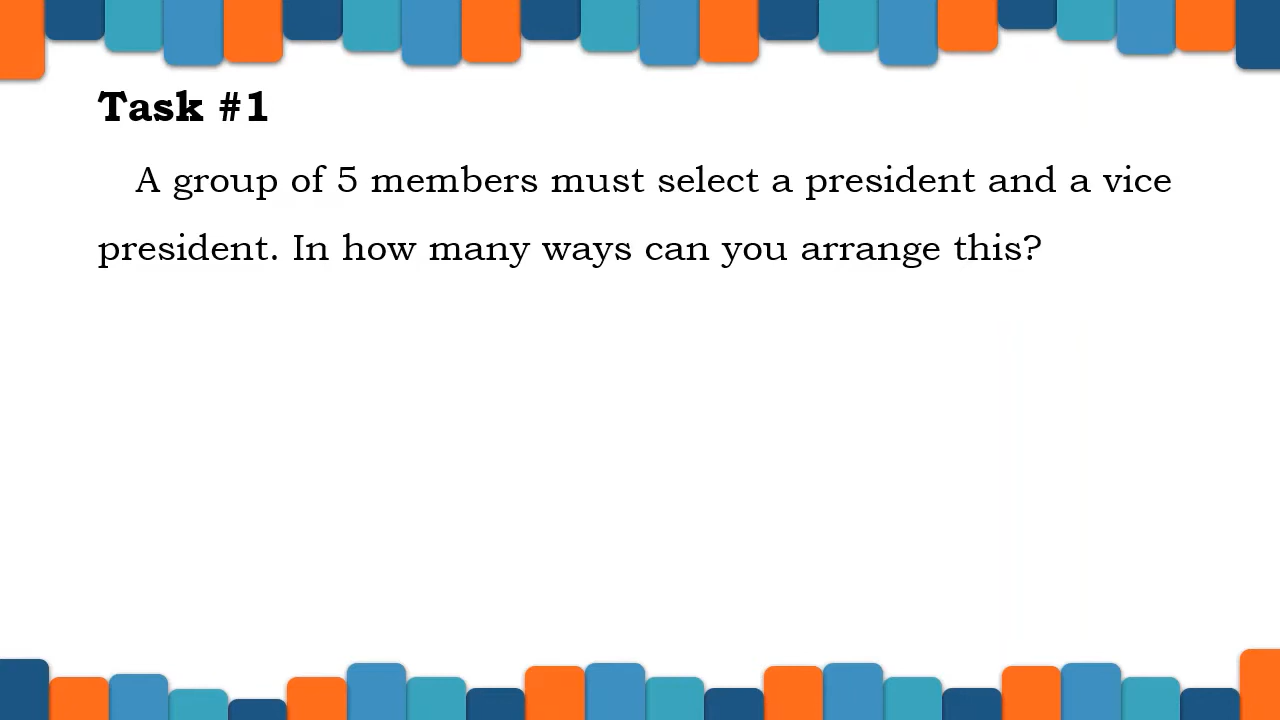 Task #1
A group of 5 members must select a president and a vice
president. In how many ways can you arrange this?